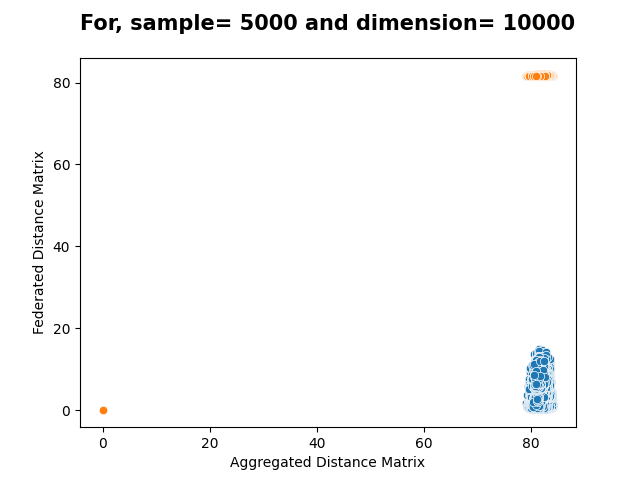 For, sample= 5000 and dimension= 10000
80
60
40
20
0
Federated Distance Matrix
0 20 40 60 80
Aggregated Distance Matrix